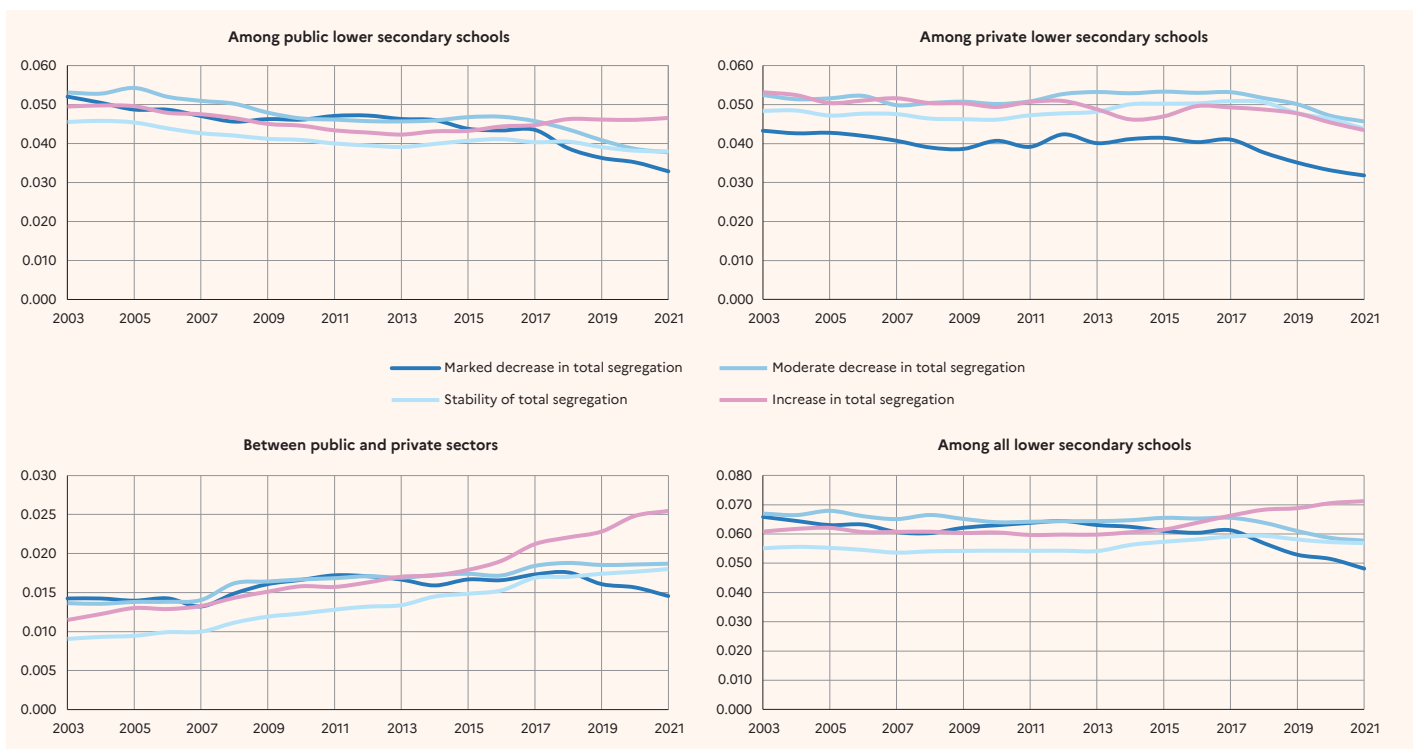 Among public lower secondary schools
0.060
0.050
0.040
0.030
0.020
0.010
0.000
2003 2005 2007 2009 2011 2013 2015 2017 2019 2021
Among private lower secondary schools
0.060
0.050
0.040
0.030
0.020
0.010
0.000
2003 2005 2007 2009 2011 2013 2015 2017 2019 2021
Marked decrease in total segregation
Moderate decrease in total segregation
Stability of total segregation
Increase in total segregation
Between public and private sectors
0.030
0.025
0.020
0.015
0.010
0.005
0.000
2003 2005 2007 2009 2011 2013 2015 2017 2019 2021
Among all lower secondary schools
0.080
0.070
0.060
0.050
0.040
0.030
0.020
0.010
0.000
2003 2005 2007 2009 2011 2013 2015 2017 2019 2021